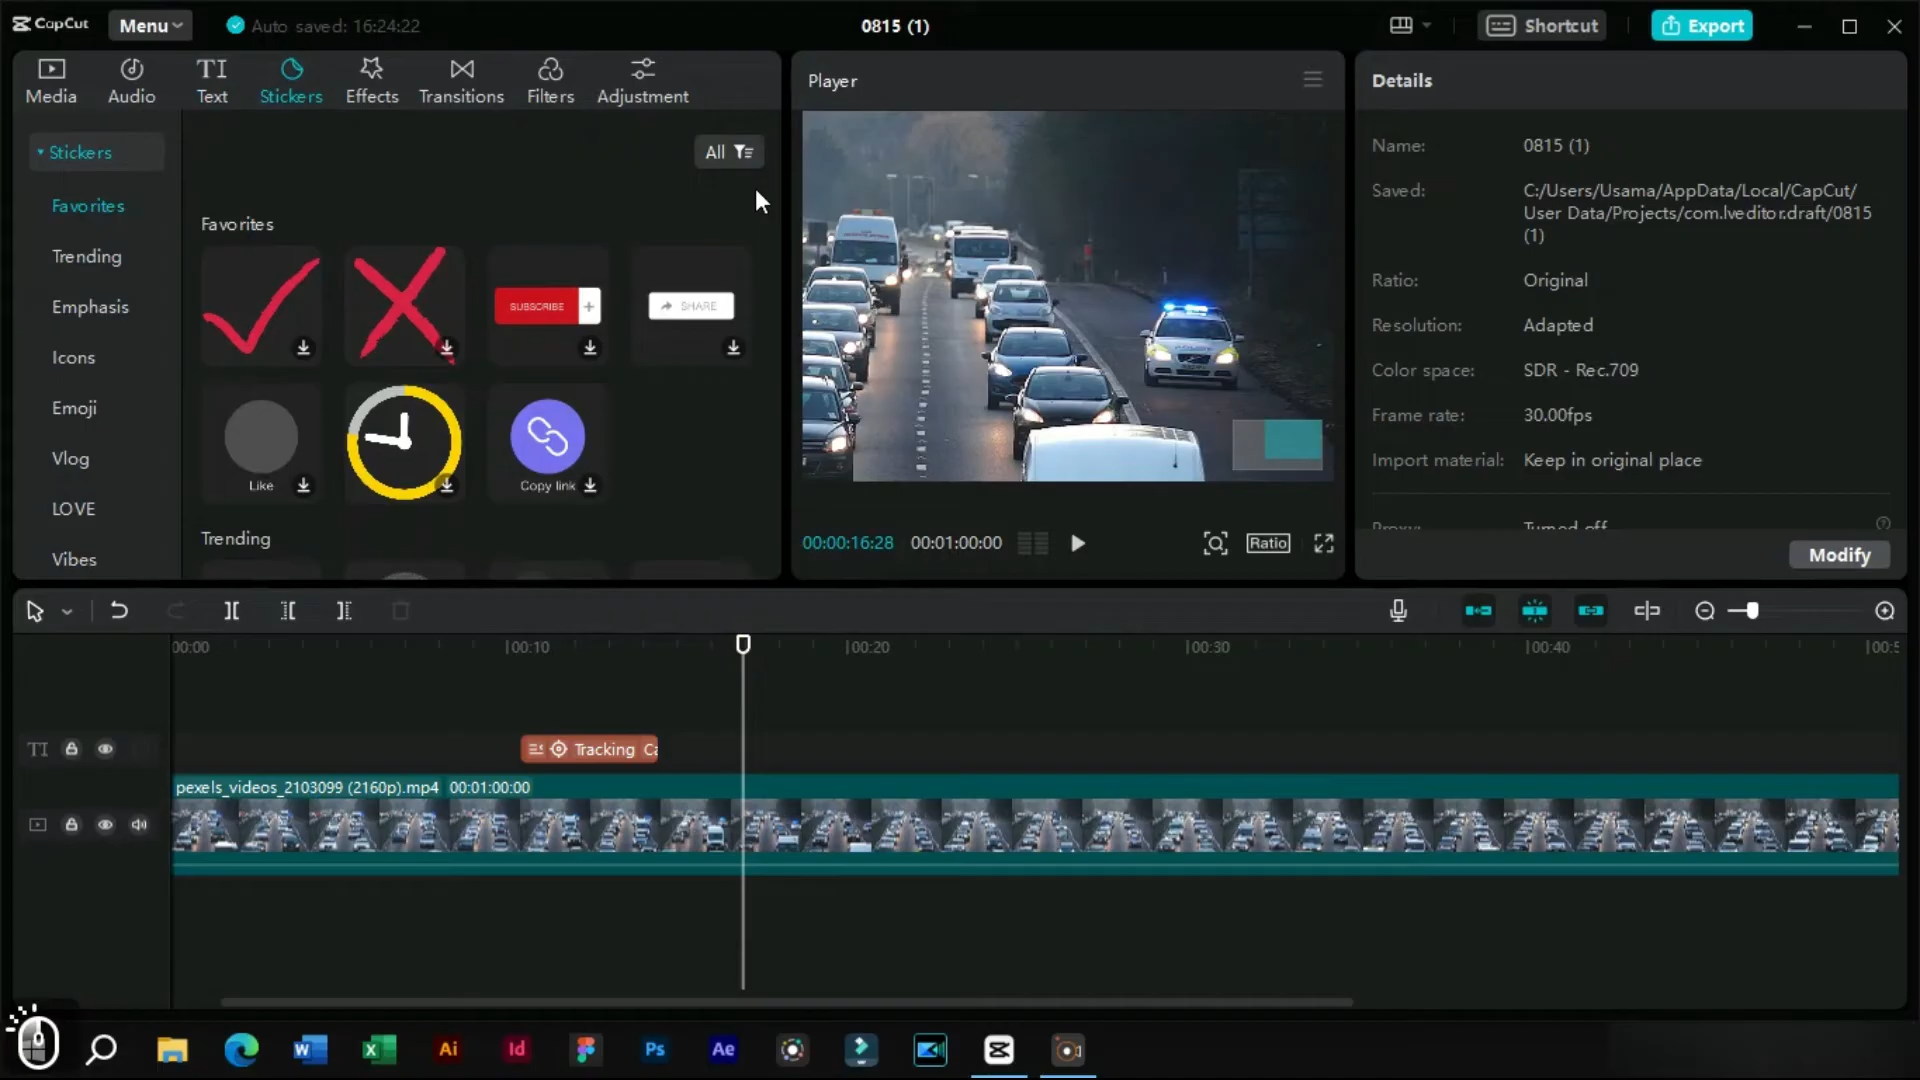 CapCut
Menu
Auto saved: 16:24:22
0815 (1)
Shortcut
Export
Media
Audio
TI
Text
Stickers
Effects
Transitions
Filters
Adjustment
Player
Details
Stickers
All
Favorites
Trending
Emphasis
Icons
Emoji
Vlog
LOVE
Vibes
Favorites
SUBSCRIBE +
SHARE
Like
Copy link
Trending
00:00:16:28
00:01:00:00
Ratio
Name:
0815 (1)
Saved:
C:/Users/Usama/AppData/Local/CapCut/
User Data/Projects/com.lveditor.draft/0815
(1)
Ratio:
Original
Resolution:
Adapted
Color space:
SDR - Rec.709
Frame rate:
30.00fps
Import material:
Keep in original place
Proxy:
Turned off
Modify
00:00
00:10
00:20
00:30
00:40
00:5
TI
Tracking Ca
pexels_videos_2103099 (2160p).mp4 00:01:00:00
W
X
Ai
Id
Ps
Ae